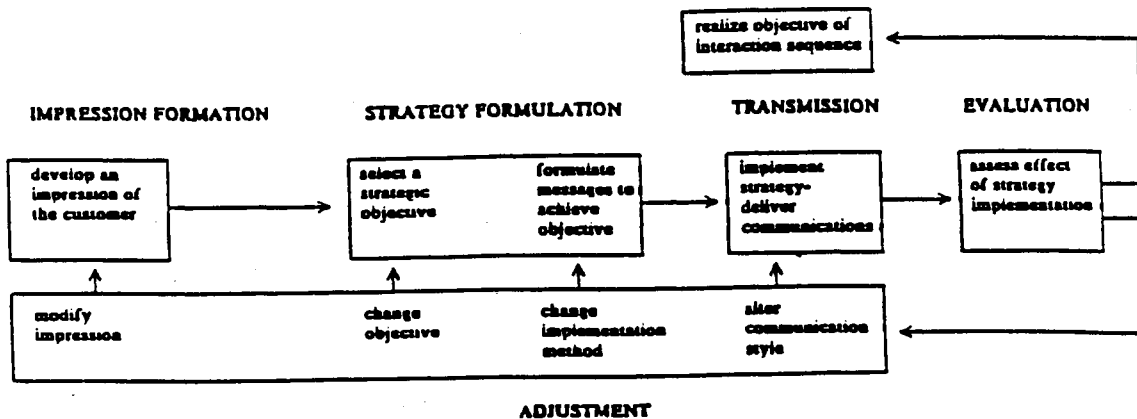 realize objective of
interaction sequence
IMPRESSION FORMATION
STRATEGY FORMULATION
TRANSMISSION
EVALUATION
develop an
impression of
the customer
select a
strategic
objective
formulate
messages to
achieve
objective
implement
strategy-
deliver
communications
assess effect
of strategy
implementation
modify
impression
change
objective
change
implementation
method
alter
communication
style
ADJUSTMENT